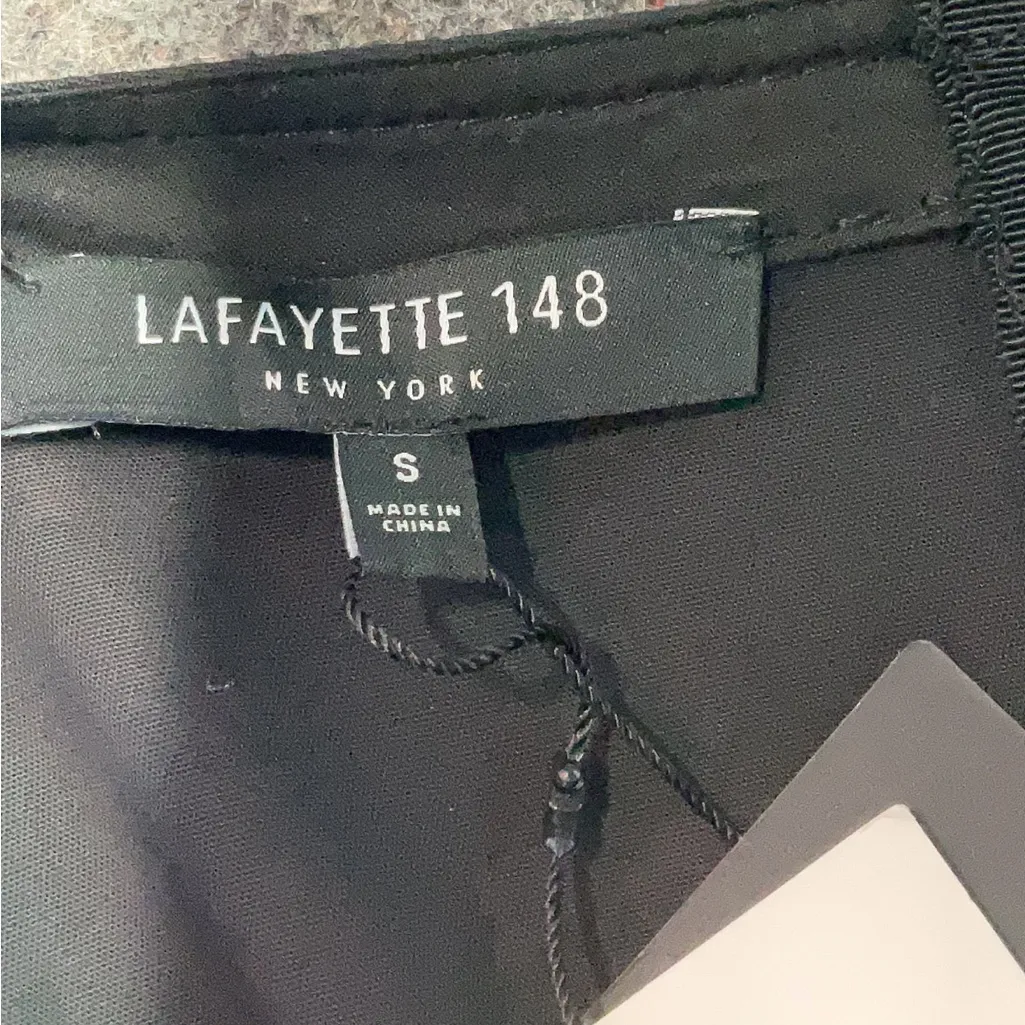 LAFAYETTE 148
NEW YORK
S
MADE IN
CHINA